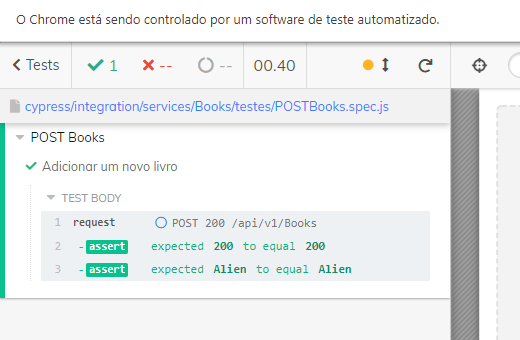 O Chrome está sendo controlado por um software de teste automatizado.
Tests 1 -- -- 00.40
cypress/integration/services/Books/testes/POSTBooks.spec.js
POST Books
Adicionar um novo livro
TEST BODY
1 request POST 200 /api/v1/Books
2 -assert expected 200 to equal 200
3 -assert expected Alien to equal Alien